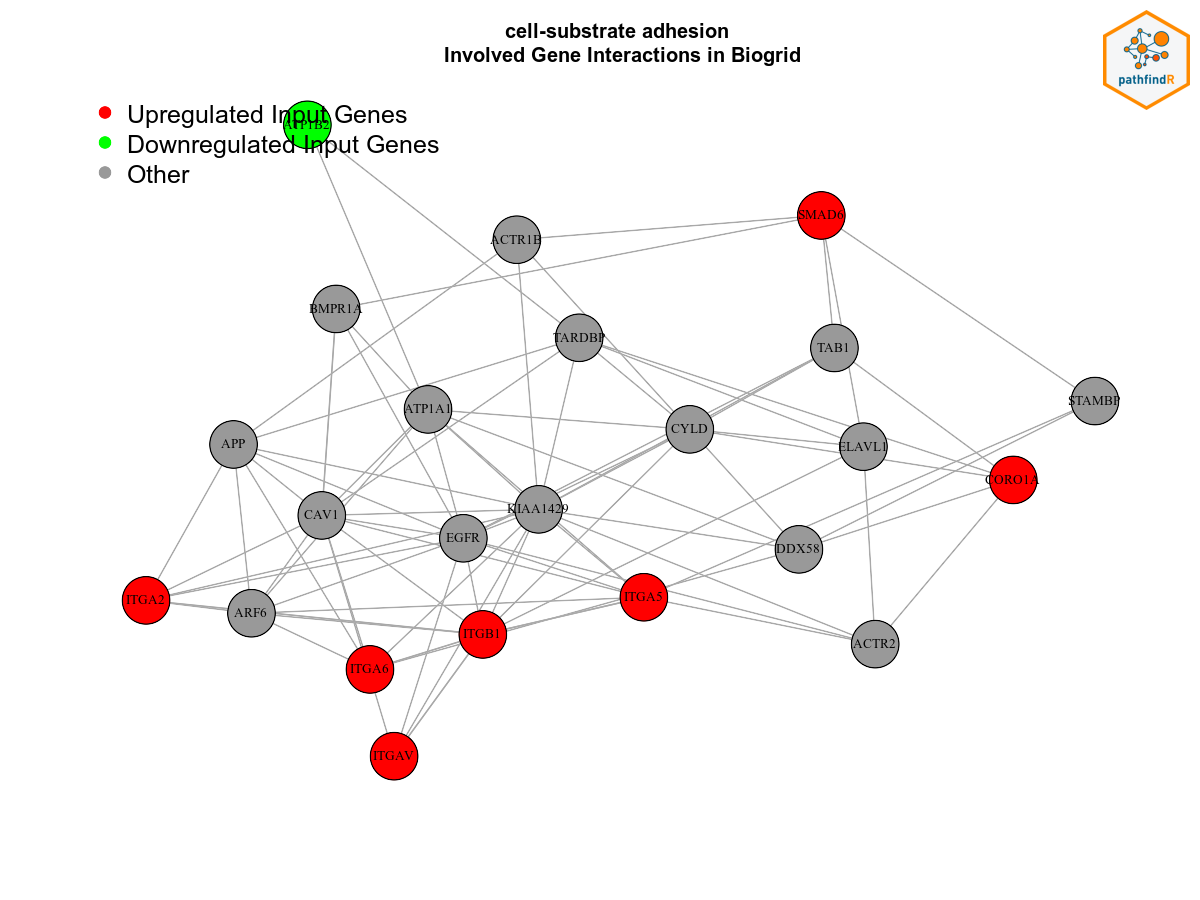 cell-substrate adhesion
Involved Gene Interactions in Biogrid
pathfindR
Upregulated Input Genes
ATP1B2
Downregulated Input Genes
Other
SMAD6
ACTR1B
BMPR1A
TARDBP
TAB1
STAMBP
ATP1A1
CYLD
APP
ELAVL1
CORO1A
KIAA1429
CAV1
EGFR
DDX58
ITGA2
ITGA5
ARF6
ITGB1
ACTR2
ITGA6
ITGAV